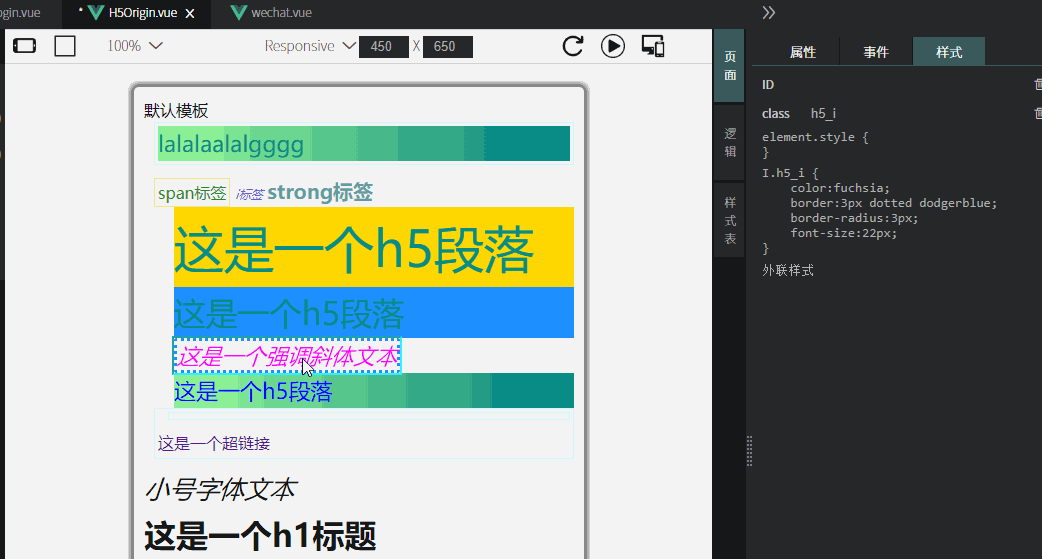 ogin.vue
* H5Origin.vue X
wechat.vue
100%
Responsive 450 X 650
默认模板
lalalaalalgggg
span标签 i标签 strong标签
这是一个h5段落
这是一个h5段落
这是一个强调斜体文本
这是一个h5段落
这是一个超链接
小号字体文本
这是一个h1标题
页面
逻辑
样式表
属性 事件 样式
ID
class h5_i
element.style {
}
I.h5_i {
color:fuchsia;
border:3px dotted dodgerblue;
border-radius:3px;
font-size:22px;
}
外联样式